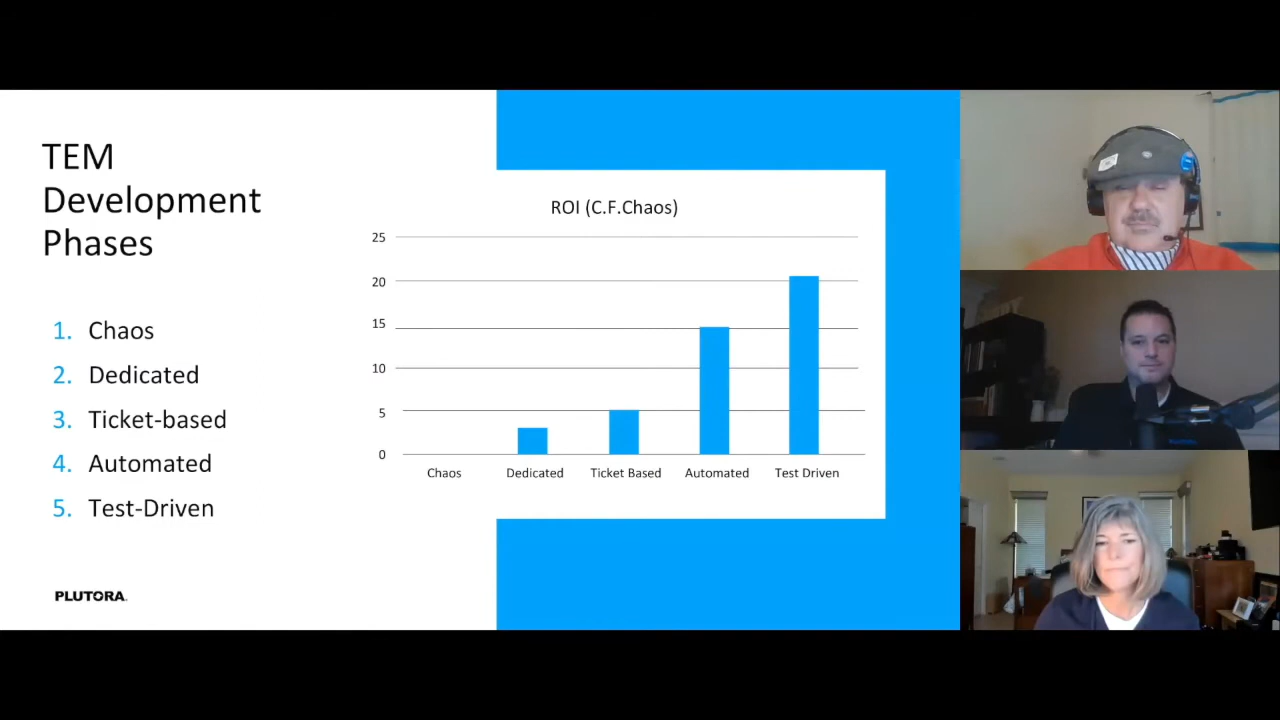 TEM
Development
Phases
1. Chaos
2. Dedicated
3. Ticket-based
4. Automated
5. Test-Driven
PLUTORA
ROI (C.F.Chaos)
25
20
15
10
5
0
Chaos Dedicated Ticket Based Automated Test Driven